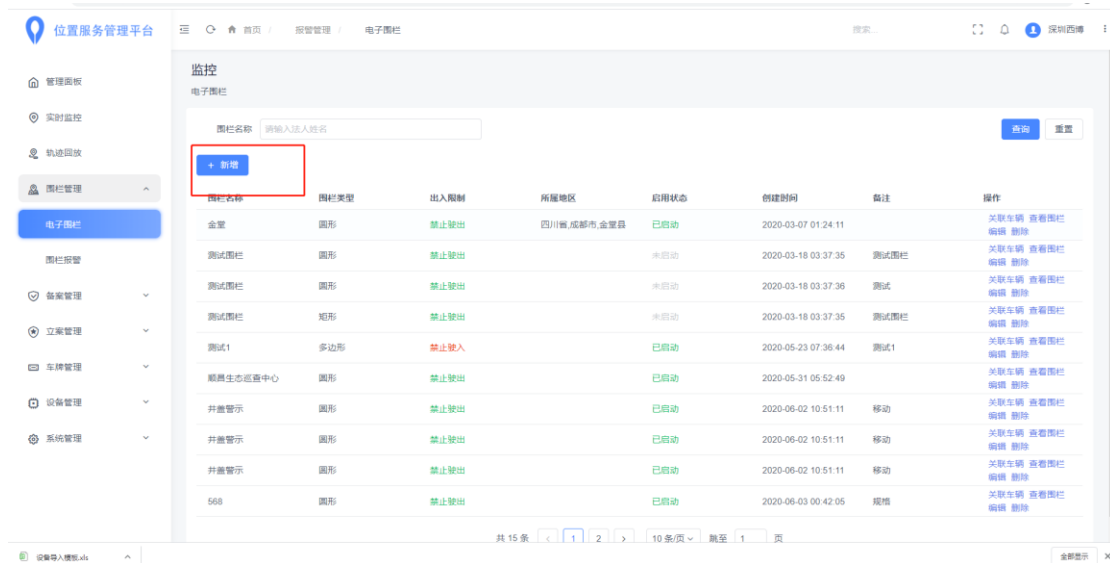 位置服务管理平台
首页 / 报警管理 / 电子围栏
搜索...
深圳西博
管理面板
实时监控
轨迹回放
围栏管理
电子围栏
围栏报警
备案管理
立案管理
车牌管理
设备管理
系统管理
监控
电子围栏
围栏名称 请输入法人姓名
查询 重置
+ 新增
围栏名称 围栏类型 出入限制 所属地区 启用状态 创建时间 备注 操作
金堂 圆形 禁止驶出 四川省,成都市,金堂县 已启动 2020-03-07 01:24:11 关联车辆 查看围栏
编辑 删除
测试围栏 圆形 禁止驶出 未启动 2020-03-18 03:37:35 测试围栏 关联车辆 查看围栏
编辑 删除
测试围栏 圆形 禁止驶出 未启动 2020-03-18 03:37:36 测试 关联车辆 查看围栏
编辑 删除
测试围栏 矩形 禁止驶出 未启动 2020-03-18 03:37:35 测试围栏 关联车辆 查看围栏
编辑 删除
测试1 多边形 禁止驶入 已启动 2020-05-23 07:36:44 测试1 关联车辆 查看围栏
编辑 删除
顺昌生态巡查中心 圆形 禁止驶出 已启动 2020-05-31 05:52:49 关联车辆 查看围栏
编辑 删除
井盖警示 圆形 禁止驶出 已启动 2020-06-02 10:51:11 移动 关联车辆 查看围栏
编辑 删除
井盖警示 圆形 禁止驶出 已启动 2020-06-02 10:51:11 移动 关联车辆 查看围栏
编辑 删除
井盖警示 圆形 禁止驶出 已启动 2020-06-02 10:51:11 移动 关联车辆 查看围栏
编辑 删除
568 圆形 禁止驶出 已启动 2020-06-03 00:42:05 规格 关联车辆 查看围栏
编辑 删除
共 15 条 < 1 2 > 10 条/页 跳至 1 页
设备导入模板.xls
全部显示